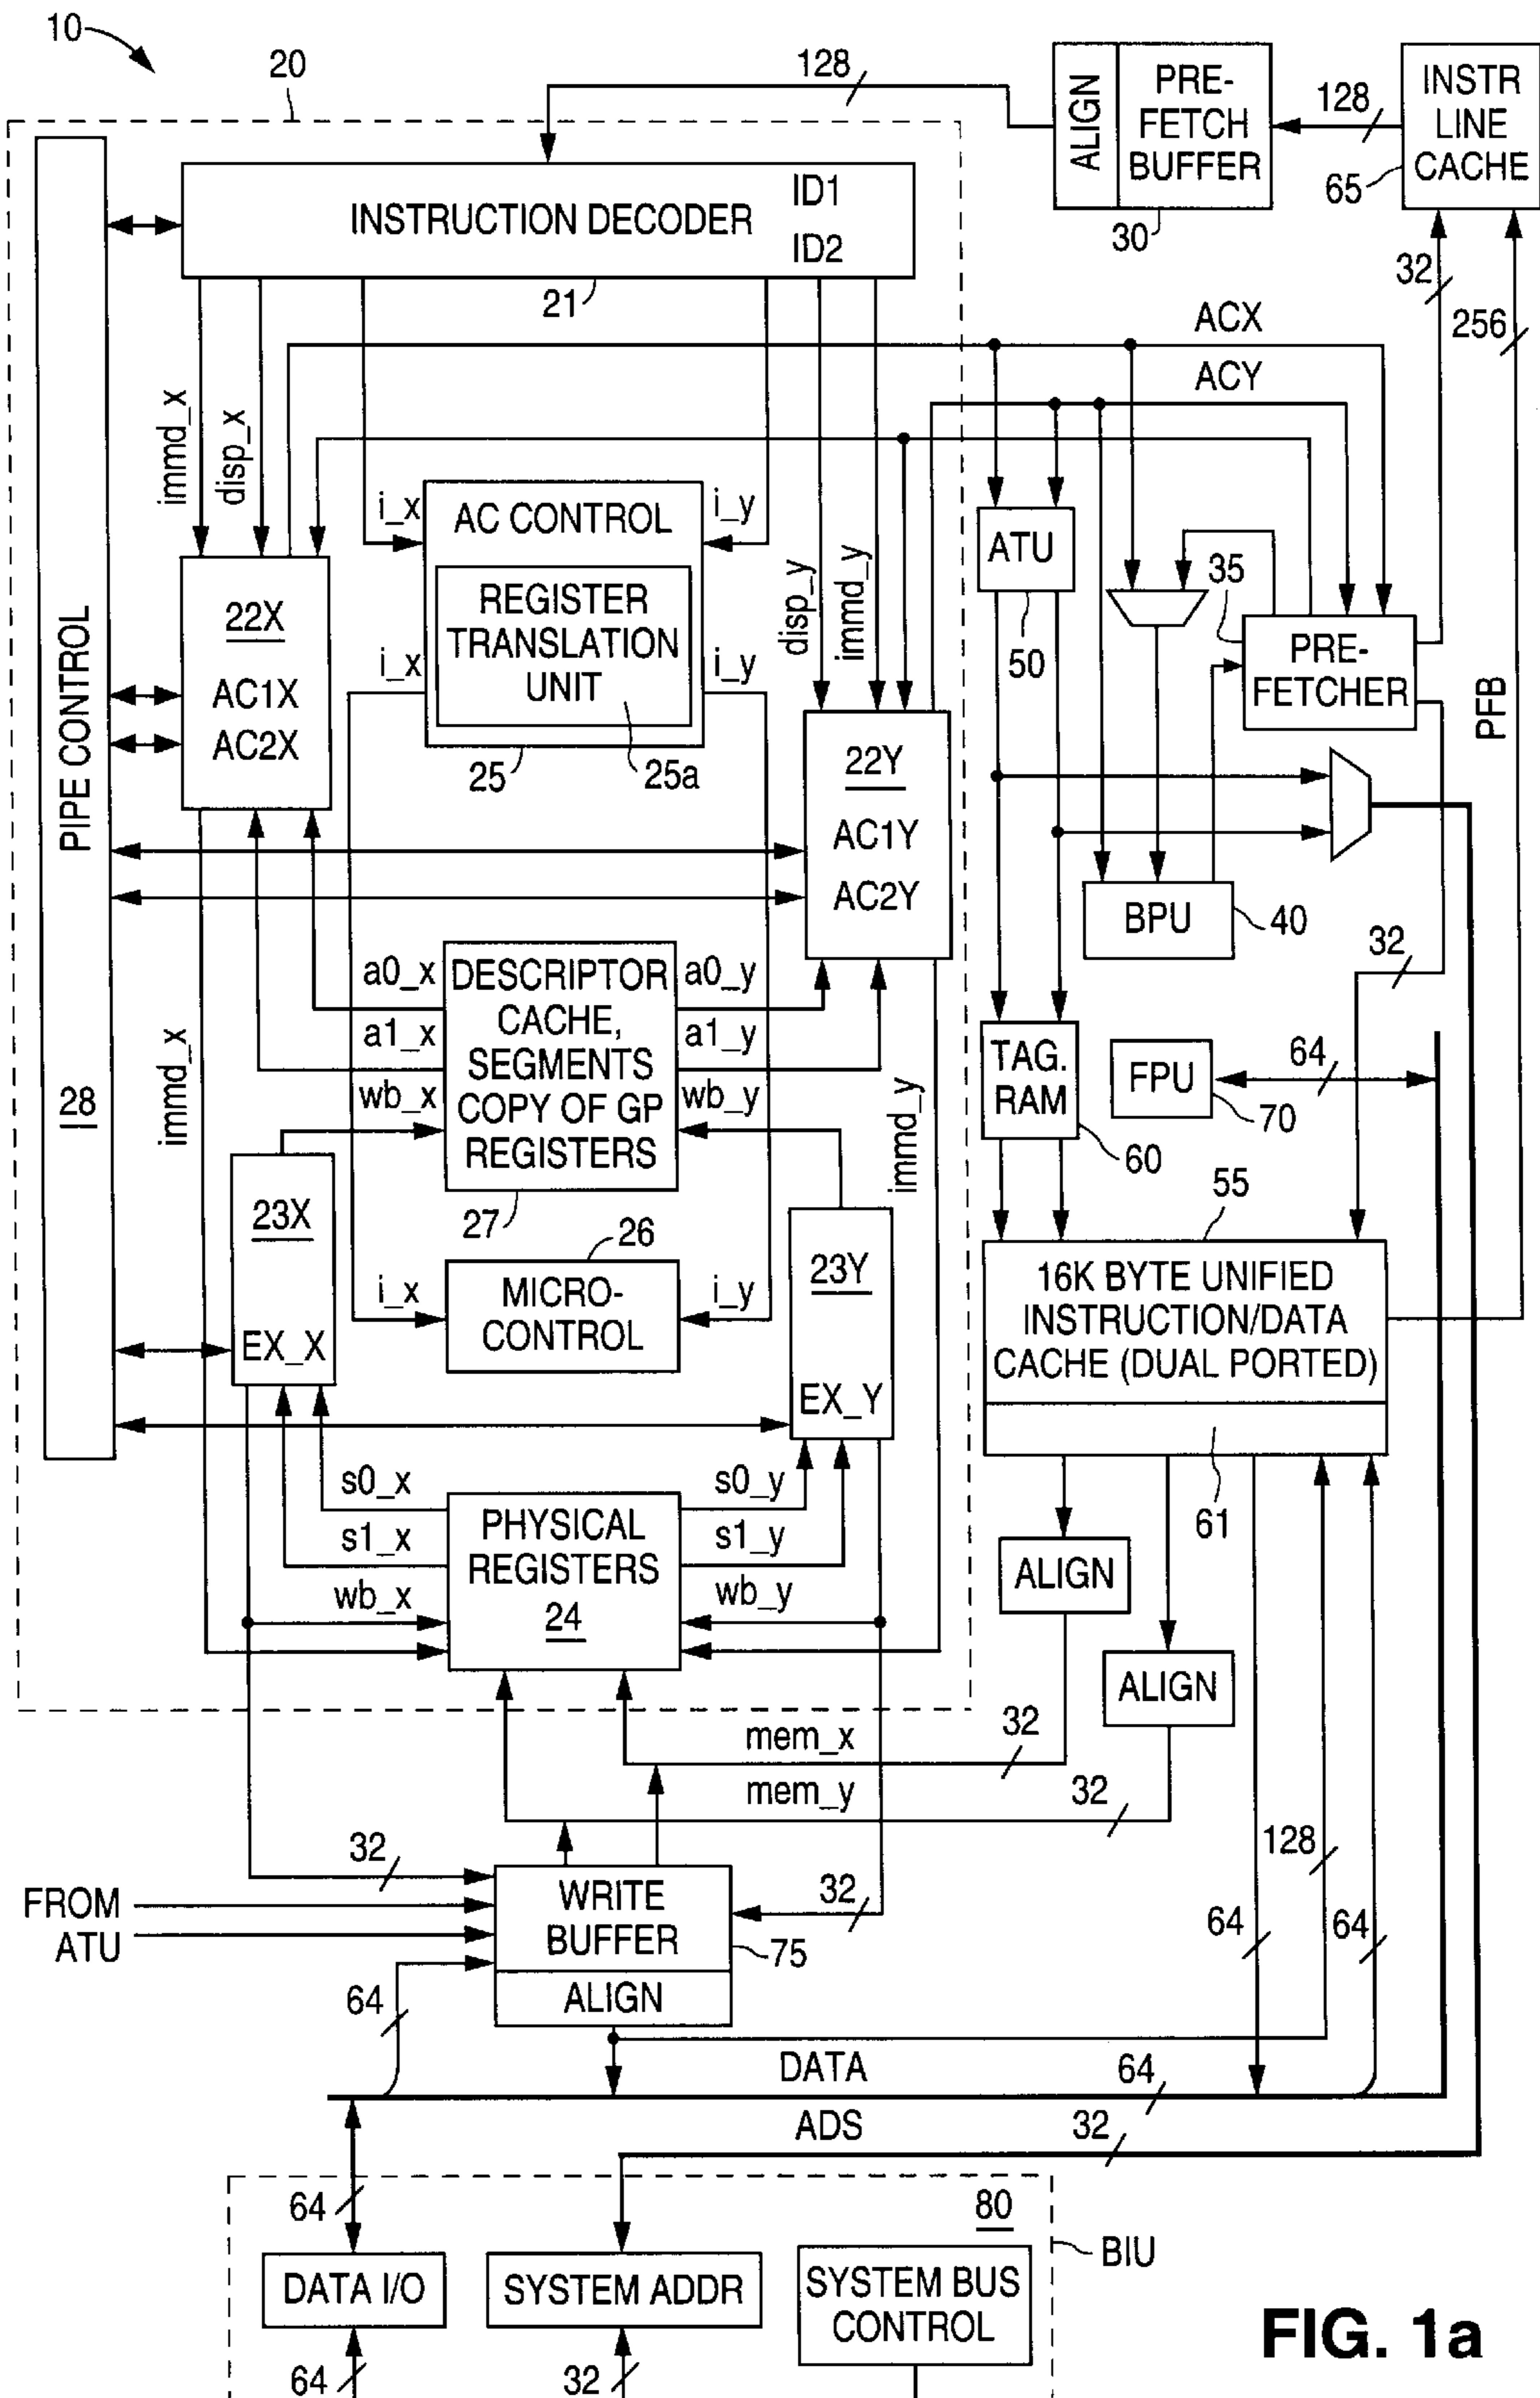 10
20
128
ALIGN
PRE-
FETCH
BUFFER
30
128
INSTR
LINE
CACHE
65
INSTRUCTION DECODER
ID1
ID2
21
32
256
ACX
ACY
immd_x
disp_x
i_x
AC CONTROL
i_y
REGISTER
TRANSLATION
UNIT
i_x
i_y
25
25a
disp_y
immd_y
ATU
50
35
PRE-
FETCHER
PFB
PIPE CONTROL
28
22X
AC1X
AC2X
22Y
AC1Y
AC2Y
BPU
40
32
a0_x
a1_x
wb_x
DESCRIPTOR
CACHE,
SEGMENTS
COPY OF GP
REGISTERS
a0_y
a1_y
wb_y
27
immd_x
immd_y
TAG.
RAM
60
FPU
70
64
23X
EX_X
26
i_x
MICRO-
CONTROL
i_y
23Y
EX_Y
55
16K BYTE UNIFIED
INSTRUCTION/DATA
CACHE (DUAL PORTED)
61
s0_x
s1_x
wb_x
PHYSICAL
REGISTERS
24
s0_y
s1_y
wb_y
ALIGN
ALIGN
mem_x
32
mem_y
32
32
FROM
ATU
WRITE
BUFFER
ALIGN
75
32
64
128
64
64
DATA
64
ADS
32
64
80
BIU
DATA I/O
SYSTEM ADDR
SYSTEM BUS
CONTROL
64
32
FIG. 1a